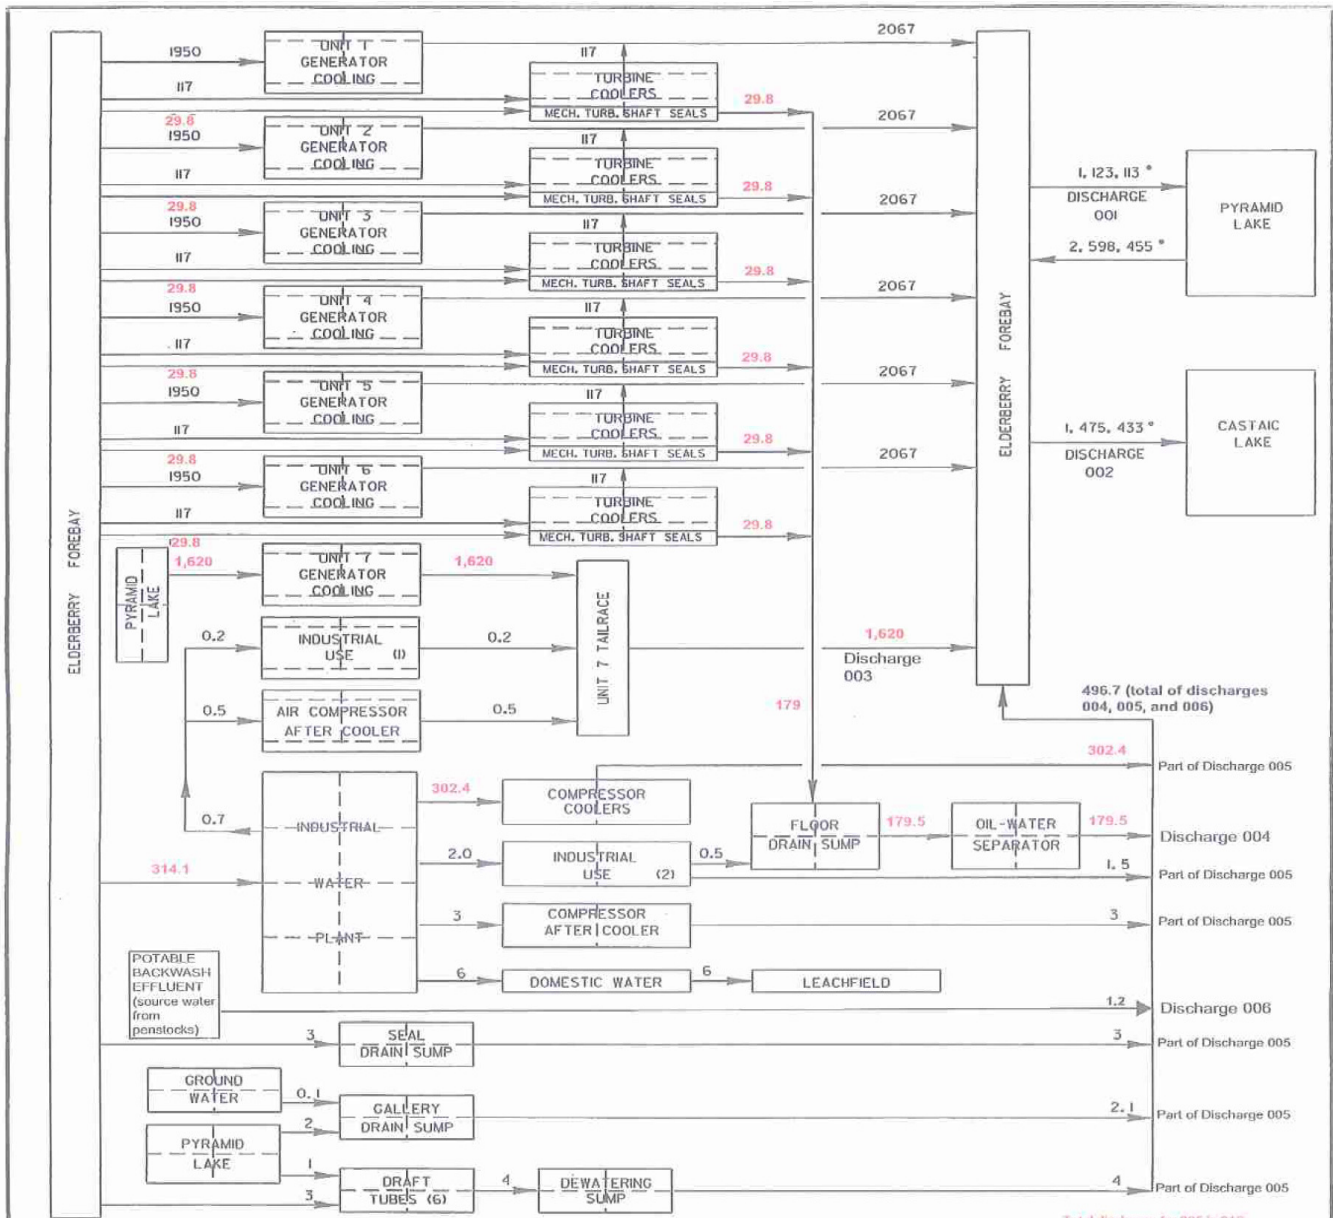 1950
UNIT 1
GENERATOR
COOLING
2067
117
117
TURBINE
COOLERS
29.8
MECH. TURB. SHAFT SEALS
29.8
1950
UNIT 2
GENERATOR
COOLING
2067
117
117
TURBINE
COOLERS
29.8
MECH. TURB. SHAFT SEALS
29.8
1950
UNIT 3
GENERATOR
COOLING
2067
117
117
TURBINE
COOLERS
29.8
MECH. TURB. SHAFT SEALS
29.8
1950
UNIT 4
GENERATOR
COOLING
2067
117
117
TURBINE
COOLERS
29.8
MECH. TURB. SHAFT SEALS
29.8
1950
UNIT 5
GENERATOR
COOLING
2067
117
117
TURBINE
COOLERS
29.8
MECH. TURB. SHAFT SEALS
29.8
1950
UNIT 6
GENERATOR
COOLING
2067
117
117
TURBINE
COOLERS
29.8
MECH. TURB. SHAFT SEALS
29.8
ELDERBERRY FOREBAY
ELDERBERRY FOREBAY
1, 123, 113 *
DISCHARGE
001
2, 598, 455 *
PYRAMID
LAKE
1, 475, 433 *
DISCHARGE
002
CASTAIC
LAKE
PYRAMID
LAKE
1,620
UNIT 7
GENERATOR
COOLING
1,620
UNIT 7 TAILRACE
0.2
INDUSTRIAL
USE (1)
0.2
1,620
Discharge
003
0.5
AIR COMPRESSOR
AFTER COOLER
0.5
179
496.7 (total of discharges
004, 005, and 006)
0.7
314.1
INDUSTRIAL
WATER
PLANT
302.4
COMPRESSOR
COOLERS
302.4
Part of Discharge 005
2.0
INDUSTRIAL
USE (2)
0.5
FLOOR
DRAIN SUMP
179.5
OIL-WATER
SEPARATOR
179.5
Discharge 004
1. 5
Part of Discharge 005
3
COMPRESSOR
AFTER COOLER
3
Part of Discharge 005
6
DOMESTIC WATER
6
LEACHFIELD
POTABLE
BACKWASH
EFFLUENT
(source water
from
penstocks)
1.2
Discharge 006
3
SEAL
DRAIN SUMP
3
Part of Discharge 005
GROUND
WATER
0.1
GALLERY
DRAIN SUMP
2. 1
Part of Discharge 005
PYRAMID
LAKE
2
1
3
DRAFT
TUBES (6)
4
DEWATERING
SUMP
4
Part of Discharge 005